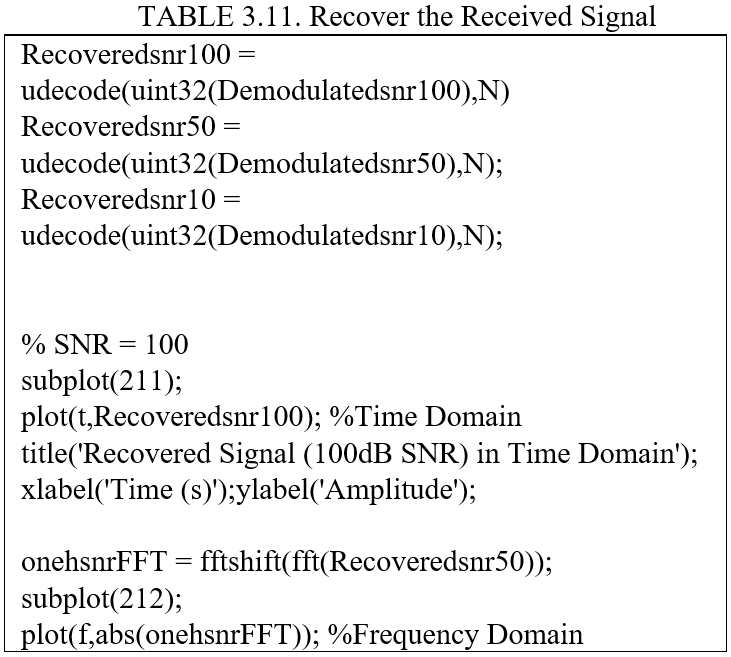 TABLE 3.11. Recover the Received Signal
Recoveredsnr100 =
udecode(uint32(Demodulatedsnr100),N)
Recoveredsnr50 =
udecode(uint32(Demodulatedsnr50),N);
Recoveredsnr10 =
udecode(uint32(Demodulatedsnr10),N);
% SNR = 100
subplot(211);
plot(t,Recoveredsnr100); %Time Domain
title('Recovered Signal (100dB SNR) in Time Domain');
xlabel('Time (s)');ylabel('Amplitude');
onehsnrFFT = fftshift(fft(Recoveredsnr50));
subplot(212);
plot(f,abs(onehsnrFFT)); %Frequency Domain